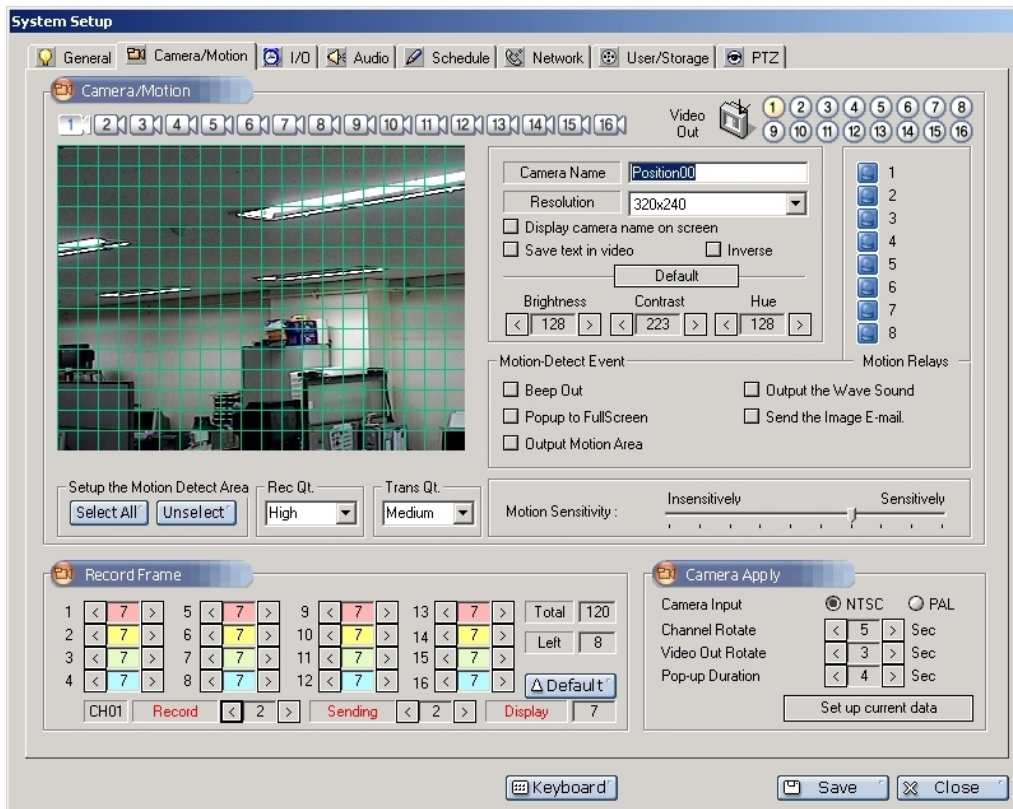 System Setup
General Camera/Motion I/O Audio Schedule Network User/Storage PTZ
Camera/Motion
1 2 3 4 5 6 7 8 9 10 11 12 13 14 15 16
Video Out
1 2 3 4 5 6 7 8
9 10 11 12 13 14 15 16
Camera Name Position00
Resolution 320x240
Display camera name on screen
Save text in video Inverse
Default
Brightness Contrast Hue
< 128 > < 223 > < 128 >
1
2
3
4
5
6
7
8
Motion Relays
Motion-Detect Event
Beep Out Output the Wave Sound
Popup to FullScreen Send the Image E-mail.
Output Motion Area
Setup the Motion Detect Area
Select All Unselect
Rec Qt.
High
Trans Qt.
Medium
Motion Sensitivity : Insensitively Sensitively
Record Frame
1 < 7 > 5 < 7 > 9 < 7 > 13 < 7 > Total 120
2 < 7 > 6 < 7 > 10 < 7 > 14 < 7 > Left 8
3 < 7 > 7 < 7 > 11 < 7 > 15 < 7 >
4 < 7 > 8 < 7 > 12 < 7 > 16 < 7 > Default
CH01 Record < 2 > Sending < 2 > Display 7
Camera Apply
Camera Input NTSC PAL
Channel Rotate < 5 > Sec
Video Out Rotate < 3 > Sec
Pop-up Duration < 4 > Sec
Set up current data
Keyboard Save Close